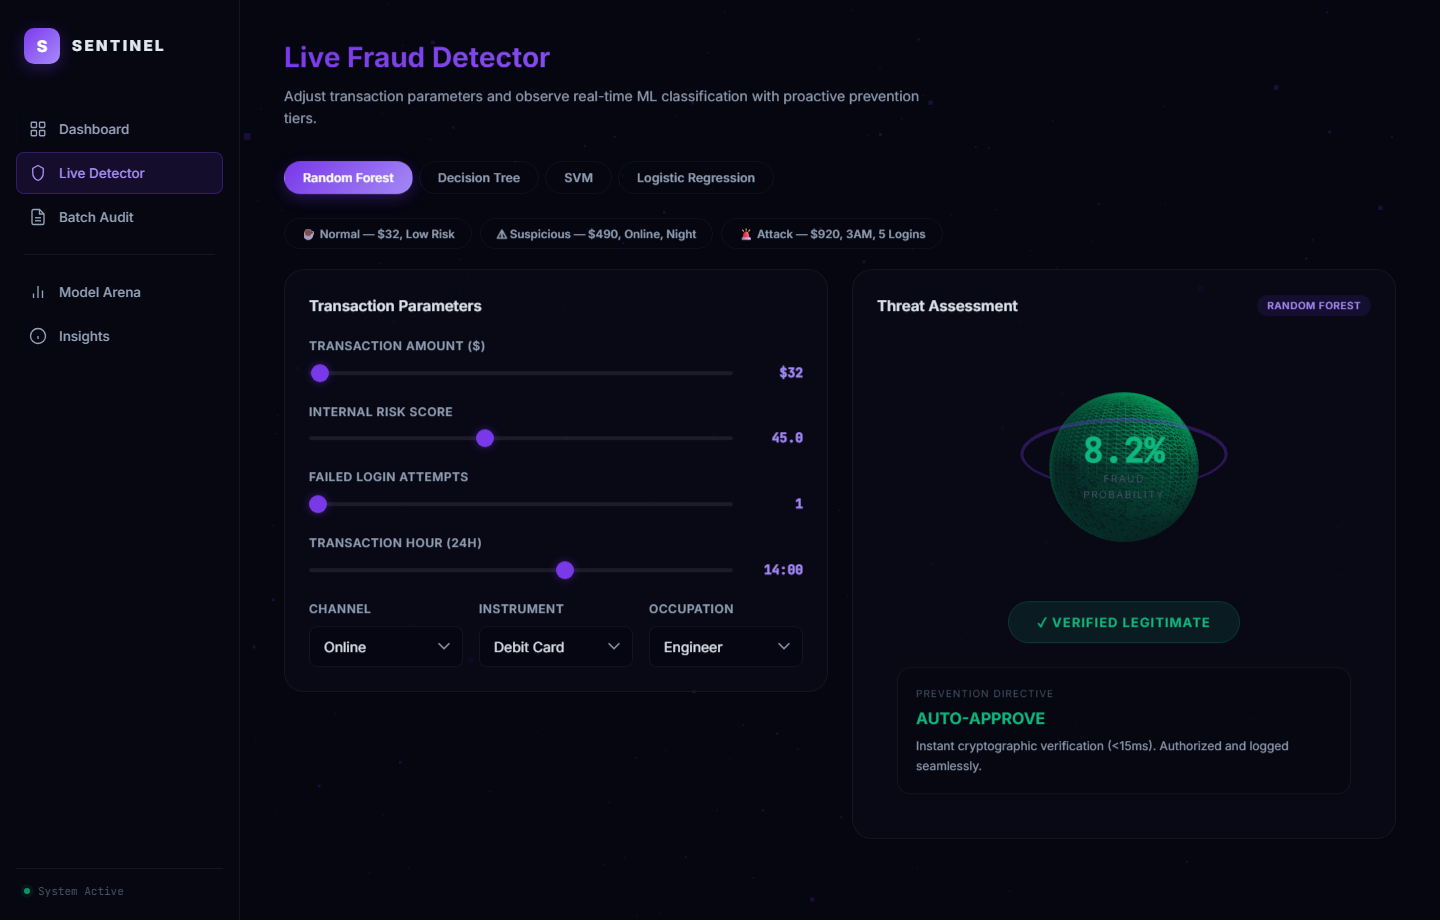 S SENTINEL
Dashboard
Live Detector
Batch Audit
Model Arena
Insights
System Active
Live Fraud Detector
Adjust transaction parameters and observe real-time ML classification with proactive prevention
tiers.
Random Forest Decision Tree SVM Logistic Regression
Normal — $32, Low Risk ⚠ Suspicious — $490, Online, Night 🚨 Attack — $920, 3AM, 5 Logins
Transaction Parameters
TRANSACTION AMOUNT ($)
$32
INTERNAL RISK SCORE
45.0
FAILED LOGIN ATTEMPTS
1
TRANSACTION HOUR (24H)
14:00
CHANNEL INSTRUMENT OCCUPATION
Online Debit Card Engineer
Threat Assessment RANDOM FOREST
8.2%
FRAUD
PROBABILITY
✓ VERIFIED LEGITIMATE
PREVENTION DIRECTIVE
AUTO-APPROVE
Instant cryptographic verification (<15ms). Authorized and logged
seamlessly.